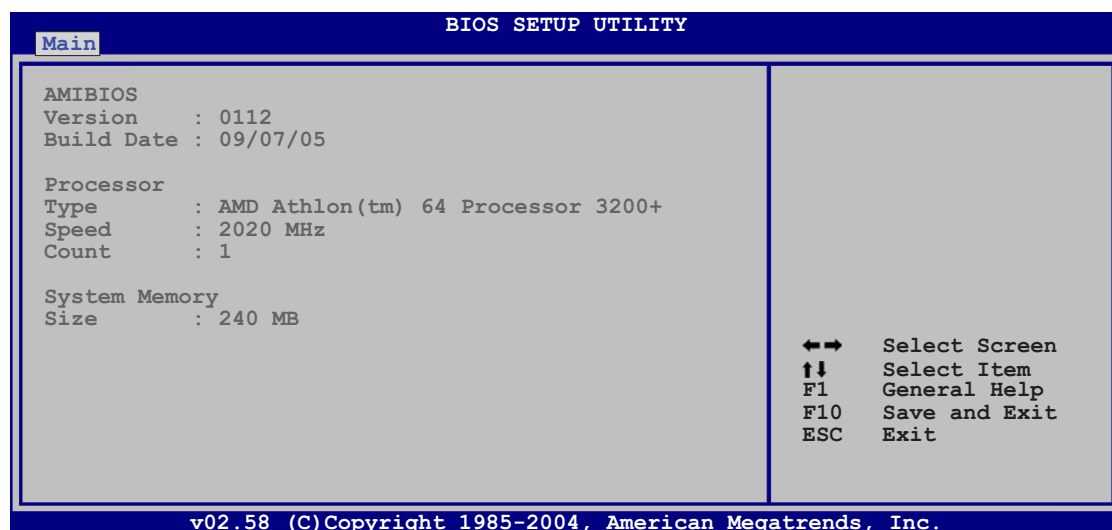 BIOS SETUP UTILITY
Main
AMIBIOS
Version : 0112
Build Date : 09/07/05
Processor
Type : AMD Athlon(tm) 64 Processor 3200+
Speed : 2020 MHz
Count : 1
System Memory
Size : 240 MB
←→ Select Screen
↑↓ Select Item
F1 General Help
F10 Save and Exit
ESC Exit
v02.58 (C)Copyright 1985-2004, American Megatrends, Inc.